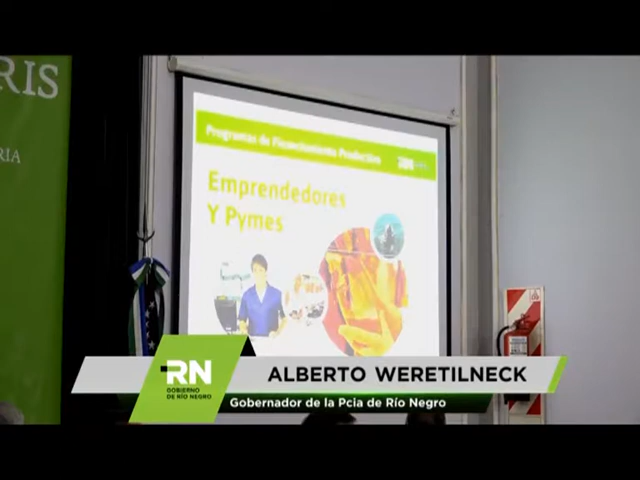 RIS
RIA
Programas de Financiamiento Productivo
Emprendedores
Y Pymes
RN
GOBIERNO
DE RÍO NEGRO
ALBERTO WERETILNECK
Gobernador de la Pcia de Río Negro